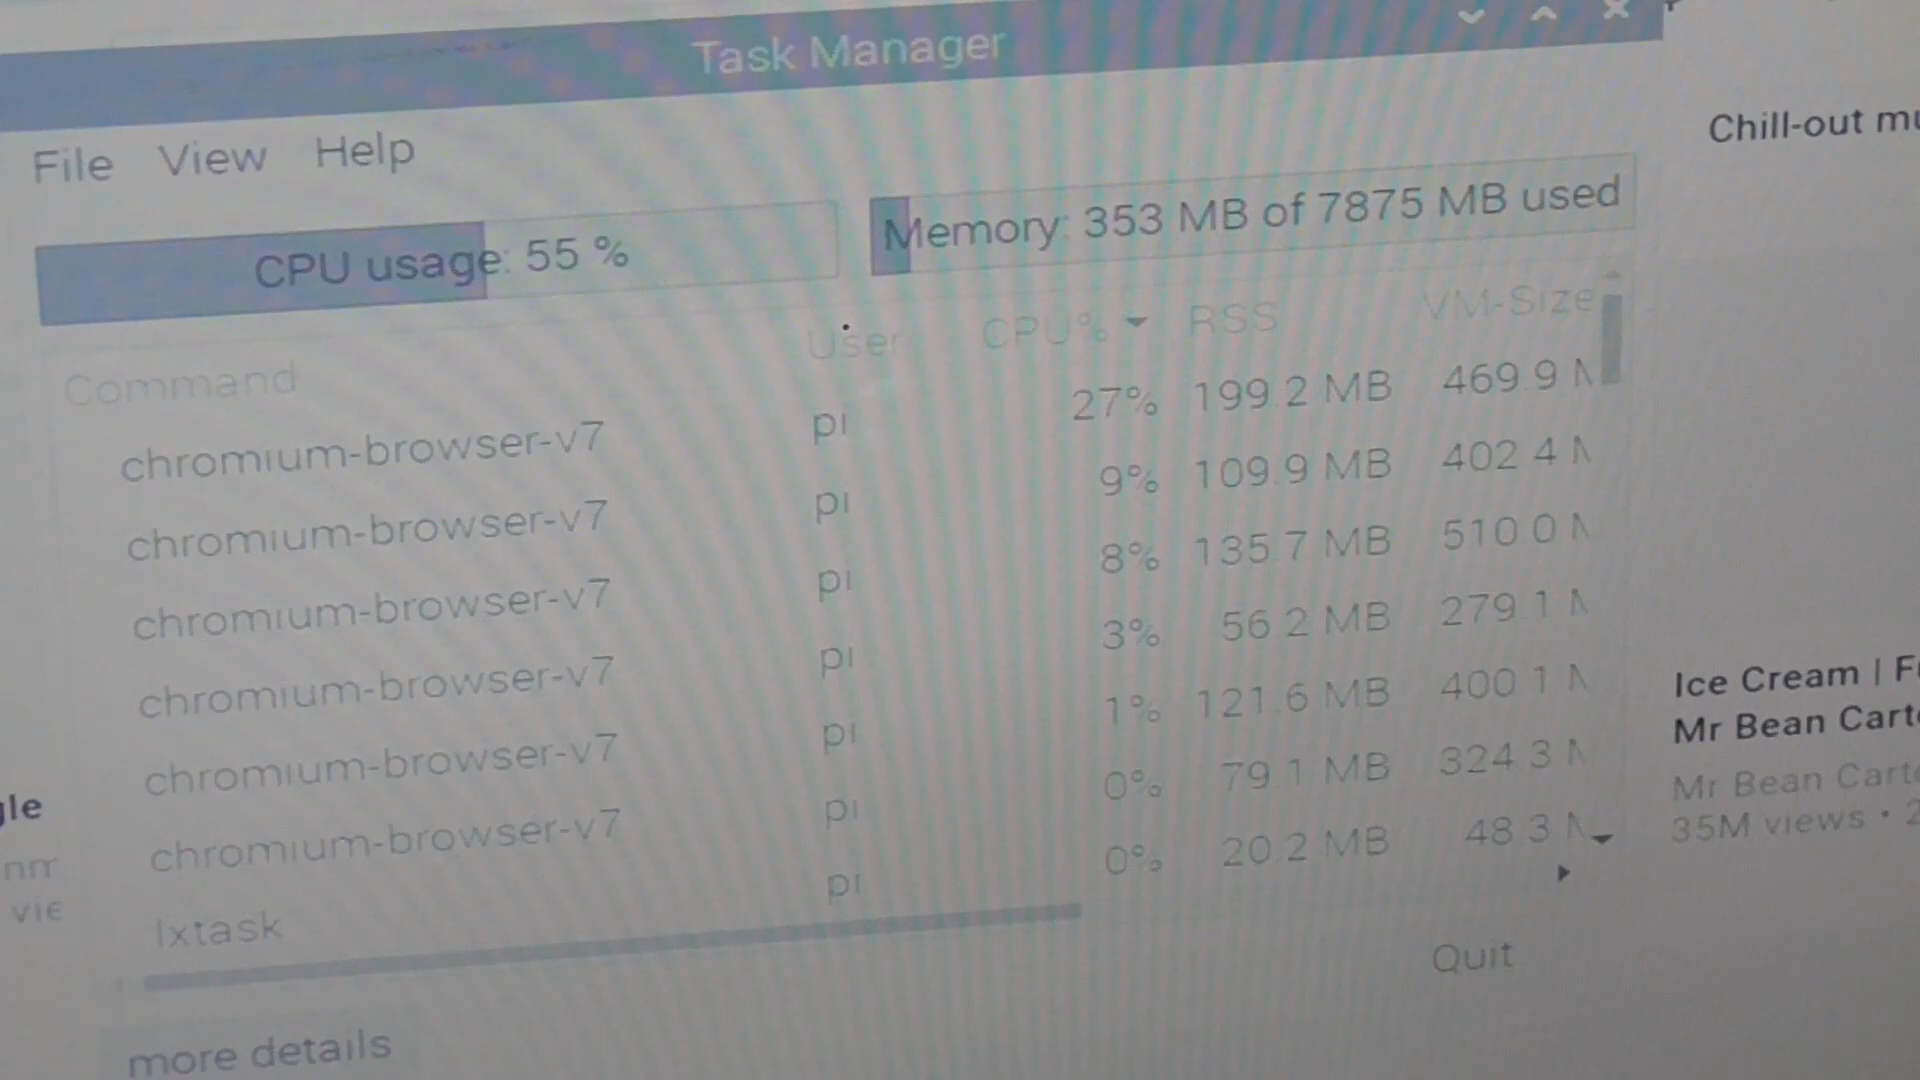 Task Manager
File View Help
CPU usage: 55 %
Memory: 353 MB of 7875 MB used
Command User CPU% RSS VM-Size
chromium-browser-v7 pi 27% 199.2 MB 469.9 M
chromium-browser-v7 pi 9% 109.9 MB 402.4 M
chromium-browser-v7 pi 8% 135.7 MB 510.0 M
chromium-browser-v7 pi 3% 56.2 MB 279.1 M
chromium-browser-v7 pi 1% 121.6 MB 400.1 M
chromium-browser-v7 pi 0% 79.1 MB 324.3 M
lxtask pi 0% 20.2 MB 48.3 M
more details
Quit
Chill-out mu
Ice Cream | F
Mr Bean Carto
Mr Bean Carto
35M views • 2
gle
vie